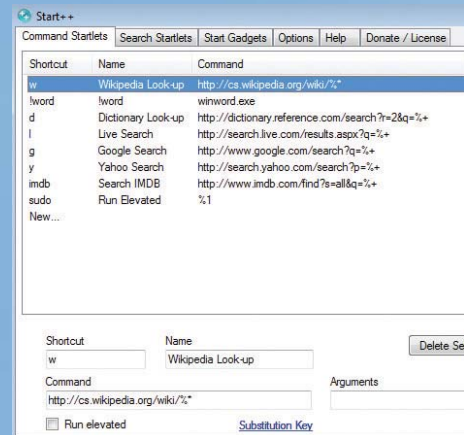 Start++
Command Startlets Search Startlets Start Gadgets Options Help Donate / License
Shortcut Name Command
w Wikipedia Look-up http://cs.wikipedia.org/wiki/%*
!word !word winword.exe
d Dictionary Look-up http://dictionary.reference.com/search?r=2&q=%+
l Live Search http://search.live.com/results.aspx?q=%+
g Google Search http://www.google.com/search?q=%+
y Yahoo Search http://search.yahoo.com/search?p=%+
imdb Search IMDB http://www.imdb.com/find?s=all&q=%+
sudo Run Elevated %1
New...
Shortcut Name
w Wikipedia Look-up Delete Se
Command Arguments
http://cs.wikipedia.org/wiki/%*
Run elevated Substitution Key